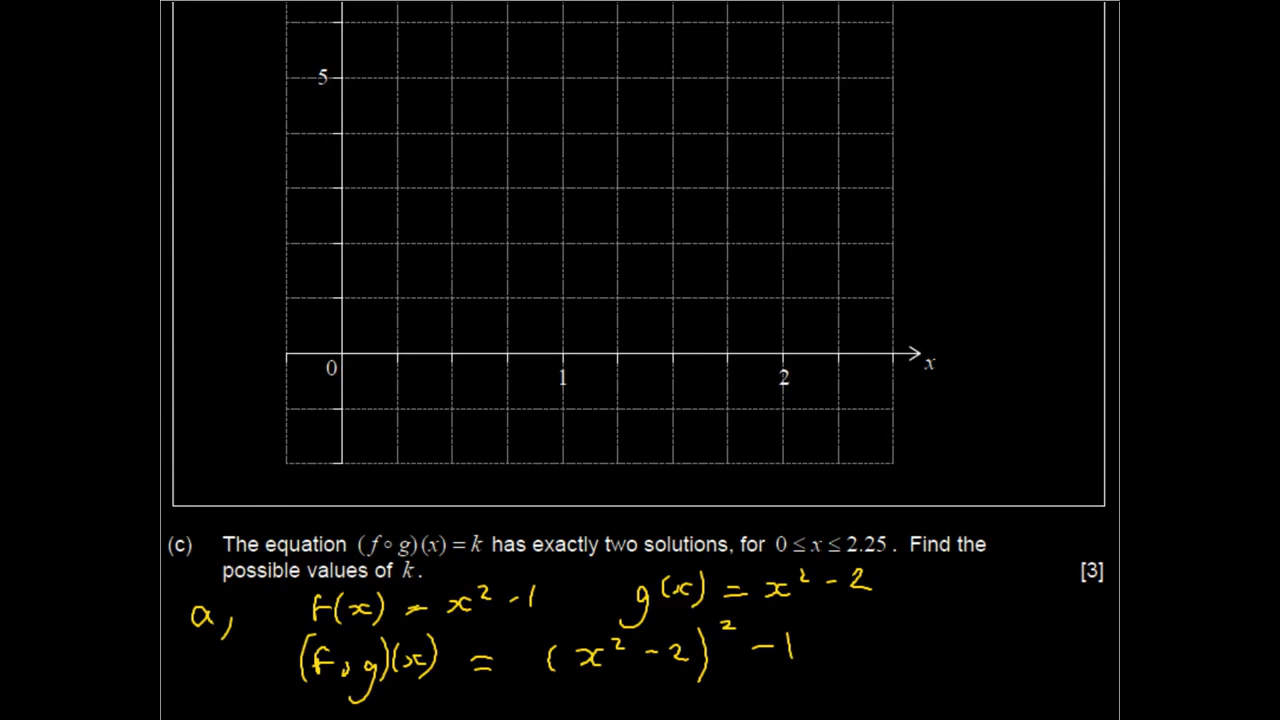 5
0
1
2
x
(c) The equation (f∘g)(x) = k has exactly two solutions, for 0 ≤ x ≤ 2.25. Find the
possible values of k. [3]
a, f(x) = x² - 1 g(x) = x² - 2
(f∘g)(x) = (x² - 2)² - 1